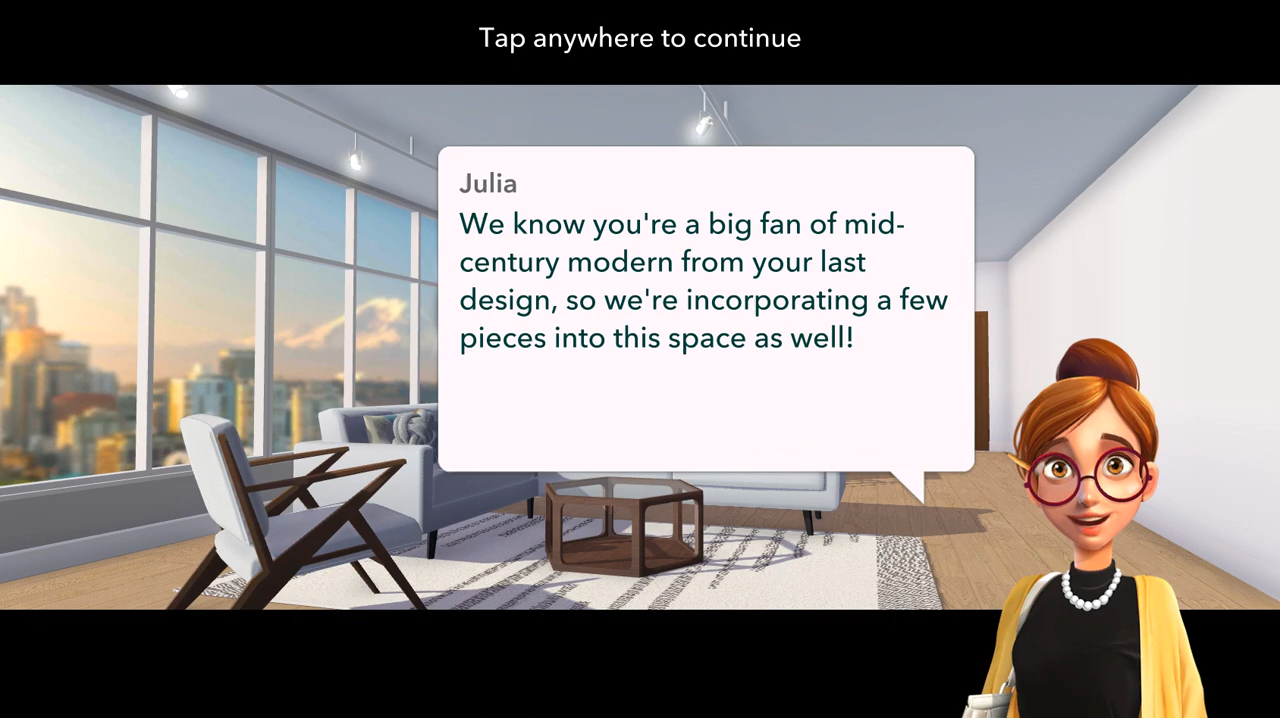 Tap anywhere to continue
Julia
We know you're a big fan of mid-
century modern from your last
design, so we're incorporating a few
pieces into this space as well!